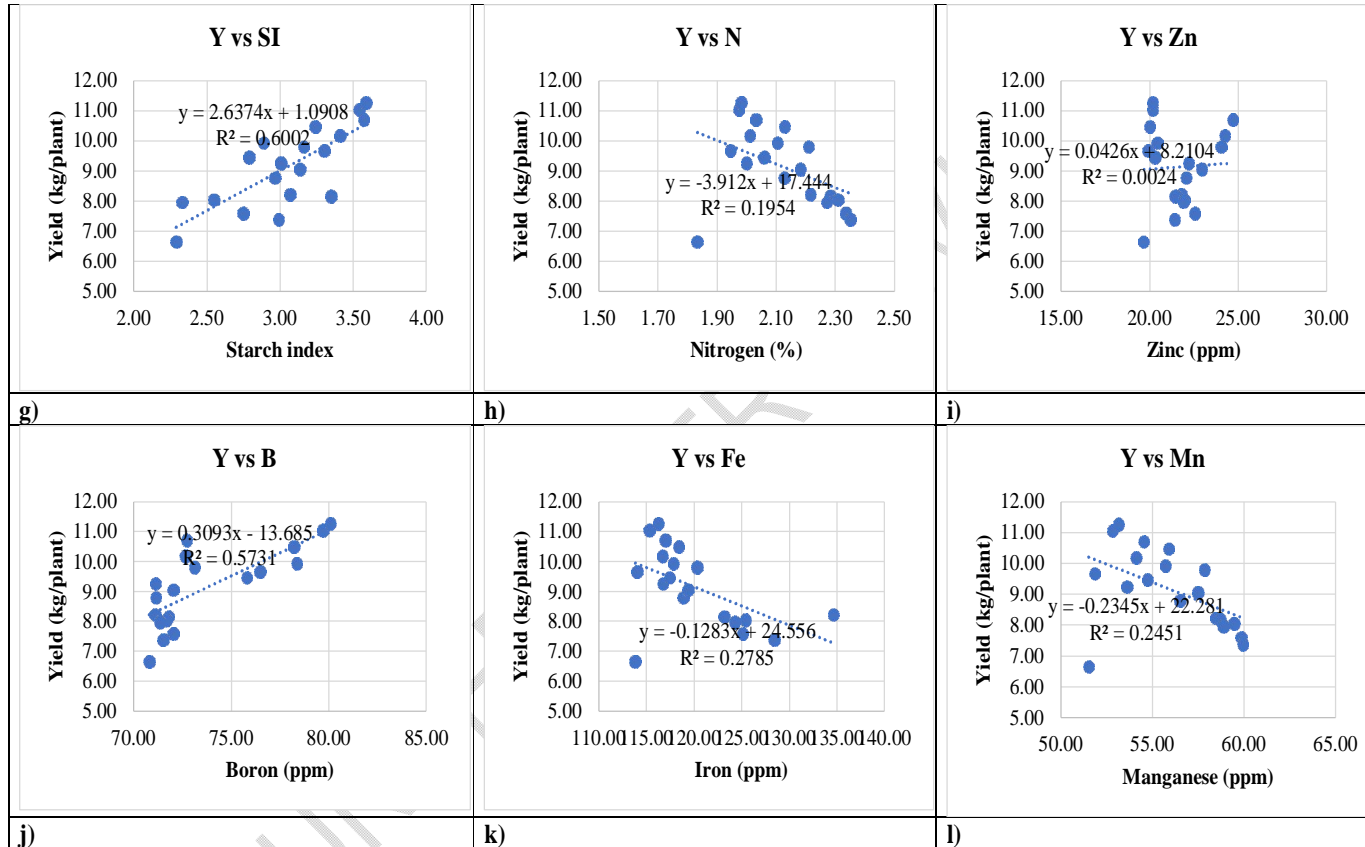 Y vs SI
12.00
11.00
10.00
9.00
8.00
7.00
6.00
5.00
y = 2.6374x + 1.0908
R² = 0.6002
Yield (kg/plant)
2.00 2.50 3.00 3.50 4.00
Starch index
g)
Y vs N
12.00
11.00
10.00
9.00
8.00
7.00
6.00
5.00
y = -3.912x + 17.444
R² = 0.1954
Yield (kg/plant)
1.50 1.70 1.90 2.10 2.30 2.50
Nitrogen (%)
h)
Y vs Zn
12.00
11.00
10.00
9.00
8.00
7.00
6.00
5.00
y = 0.0426x + 8.2104
R² = 0.0024
Yield (kg/plant)
15.00 20.00 25.00 30.00
Zinc (ppm)
i)
Y vs B
12.00
11.00
10.00
9.00
8.00
7.00
6.00
5.00
y = 0.3093x - 13.685
R² = 0.5731
Yield (kg/plant)
70.00 75.00 80.00 85.00
Boron (ppm)
j)
Y vs Fe
12.00
11.00
10.00
9.00
8.00
7.00
6.00
5.00
y = -0.1283x + 24.556
R² = 0.2785
Yield (kg/plant)
110.00 115.00 120.00 125.00 130.00 135.00 140.00
Iron (ppm)
k)
Y vs Mn
12.00
11.00
10.00
9.00
8.00
7.00
6.00
5.00
y = -0.2345x + 22.281
R² = 0.2451
Yield (kg/plant)
50.00 55.00 60.00 65.00
Manganese (ppm)
l)